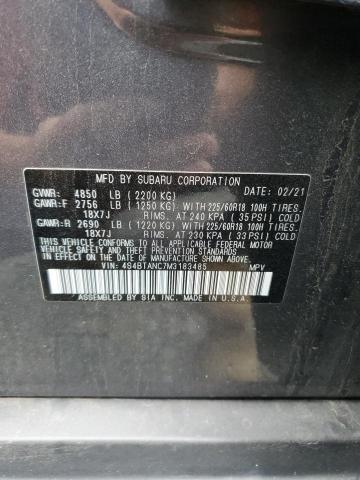 MFD BY SUBARU CORPORATION DATE: 02/21
GVWR: 4850 LB (2200 KG)
GAWR:F 2756 LB (1250 KG) WITH 225/60R18 100H TIRES,
18X7J RIMS, AT 240 KPA (35 PSI) COLD
GAWR:R 2690 LB (1220 KG) WITH 225/60R18 100H TIRES,
18X7J RIMS, AT 230 KPA (33 PSI) COLD
THIS VEHICLE CONFORMS TO ALL APPLICABLE FEDERAL MOTOR
VEHICLE SAFETY, BUMPER, AND THEFT PREVENTION STANDARDS
IN EFFECT ON THE DATE OF MANUFACTURE SHOWN ABOVE.
VIN: 4S4BTANC7M3183485 MPV
ASSEMBLED BY SIA INC. MADE IN U.S.A.